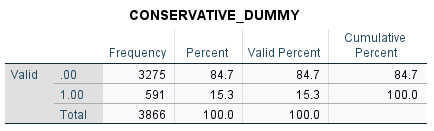 CONSERVATIVE_DUMMY
Frequency Percent Valid Percent Cumulative Percent
Valid .00 3275 84.7 84.7 84.7
1.00 591 15.3 15.3 100.0
Total 3866 100.0 100.0